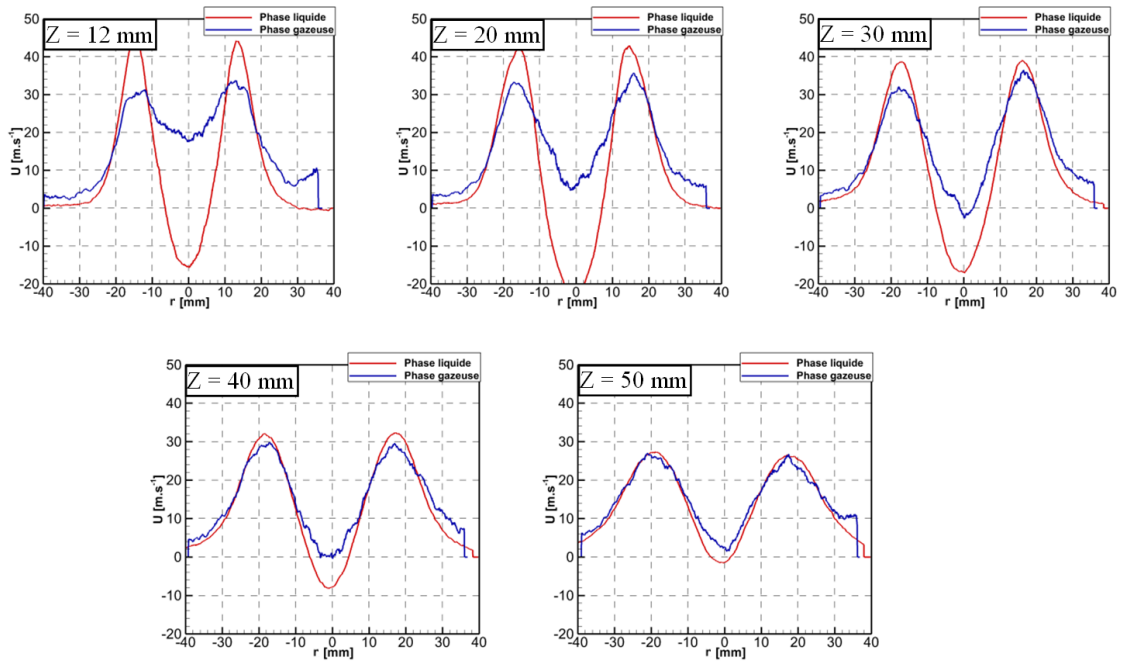 Z = 12 mm
Phase liquide
Phase gazeuse
U [m.s-1]
50
40
30
20
10
0
-10
-20
-40 -30 -20 -10 0 10 20 30 40
r [mm]
Z = 20 mm
Phase liquide
Phase gazeuse
U [m.s-1]
50
40
30
20
10
0
-10
-20
-40 -30 -20 -10 0 10 20 30 40
r [mm]
Z = 30 mm
Phase liquide
Phase gazeuse
U [m.s-1]
50
40
30
20
10
0
-10
-20
-40 -30 -20 -10 0 10 20 30 40
r [mm]
Z = 40 mm
Phase liquide
Phase gazeuse
U [m.s-1]
50
40
30
20
10
0
-10
-20
-40 -30 -20 -10 0 10 20 30 40
r [mm]
Z = 50 mm
Phase liquide
Phase gazeuse
U [m.s-1]
50
40
30
20
10
0
-10
-20
-40 -30 -20 -10 0 10 20 30 40
r [mm]